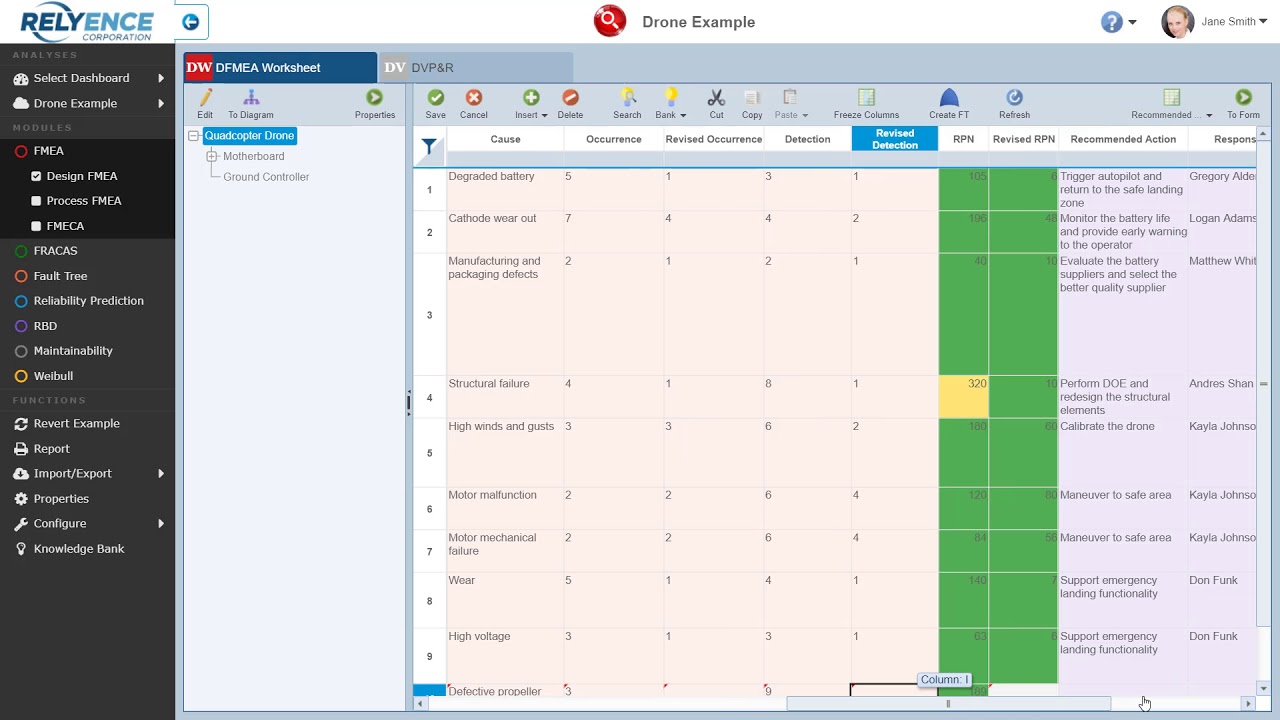 RELYENCE
CORPORATION
Drone Example
?
Jane Smith
ANALYSES
Select Dashboard
Drone Example
MODULES
FMEA
Design FMEA
Process FMEA
FMECA
FRACAS
Fault Tree
Reliability Prediction
RBD
Maintainability
Weibull
FUNCTIONS
Revert Example
Report
Import/Export
Properties
Configure
Knowledge Bank
DW DFMEA Worksheet
DV DVP&R
Edit To Diagram Properties
Quadcopter Drone
Motherboard
Ground Controller
Save Cancel Insert Delete Search Bank Cut Copy Paste Freeze Columns Create FT Refresh Recommended ... To Form
Cause Occurrence Revised Occurrence Detection Revised Detection RPN Revised RPN Recommended Action Respons
1 Degraded battery 5 1 3 1 105 6 Trigger autopilot and Gregory Alde
return to the safe landing
zone
2 Cathode wear out 7 4 4 2 196 48 Monitor the battery life Logan Adams
and provide early warning
to the operator
3 Manufacturing and 2 1 2 1 40 10 Evaluate the battery Matthew Whit
packaging defects suppliers and select the
better quality supplier
4 Structural failure 4 1 8 1 320 10 Perform DOE and Andres Shan
redesign the structural
elements
5 High winds and gusts 3 3 6 2 180 60 Calibrate the drone Kayla Johnso
6 Motor malfunction 2 2 6 4 120 80 Maneuver to safe area Kayla Johnso
7 Motor mechanical 2 2 6 4 84 56 Maneuver to safe area Kayla Johnso
failure
8 Wear 5 1 4 1 140 7 Support emergency Don Funk
landing functionality
9 High voltage 3 1 3 1 63 6 Support emergency Don Funk
landing functionality
Defective propeller 3 9 189
Column: I